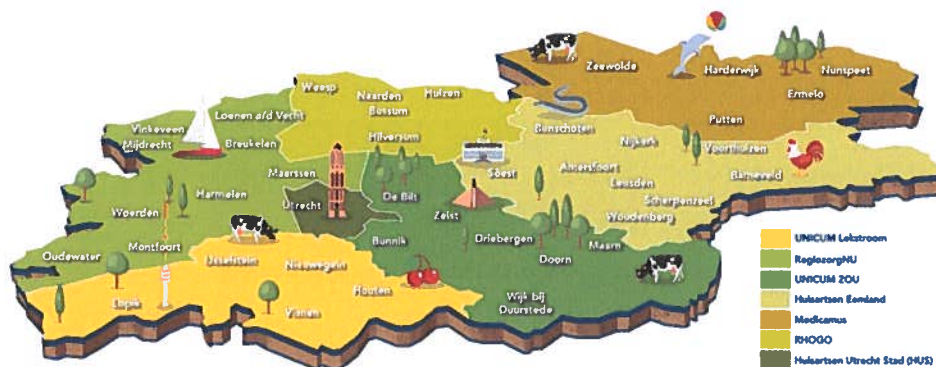 Zeewolde
Harderwijk
Nunspeet
Ermelo
Putten
Weesp
Naarden
Huizen
Bussum
Hilversum
Loenen a/d Vecht
Vinkeveen
Mijdrecht
Breukelen
Bunschoten
Nijkerk
Voorthuizen
Barneveld
Soest
Amersfoort
Leusden
Scherpenzeel
Woudenberg
Maarssen
Utrecht
De Bilt
Zeist
Harmelen
Woerden
Montfoort
Oudewater
Bunnik
Driebergen
Maarn
Doorn
Wijk bij
Duurstede
IJsselstein
Nieuwegein
Houten
Lopik
Vianen
UNICUM Lekstroom
RegiozorgNU
UNICUM ZOU
Huisartsen Eemland
Medicamus
RHOGO
Huisartsen Utrecht Stad (HUS)